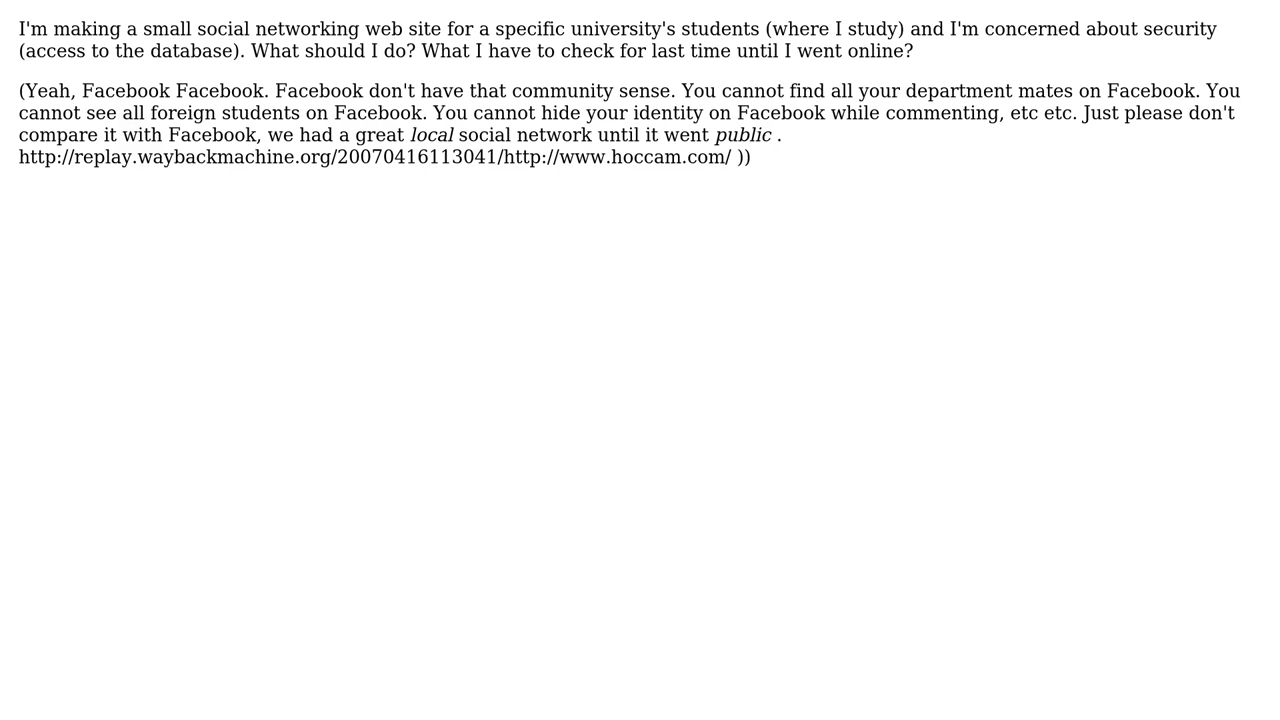 I'm making a small social networking web site for a specific university's students (where I study) and I'm concerned about security
(access to the database). What should I do? What I have to check for last time until I went online?
(Yeah, Facebook Facebook. Facebook don't have that community sense. You cannot find all your department mates on Facebook. You
cannot see all foreign students on Facebook. You cannot hide your identity on Facebook while commenting, etc etc. Just please don't
compare it with Facebook, we had a great local social network until it went public .
http://replay.waybackmachine.org/20070416113041/http://www.hoccam.com/ ))